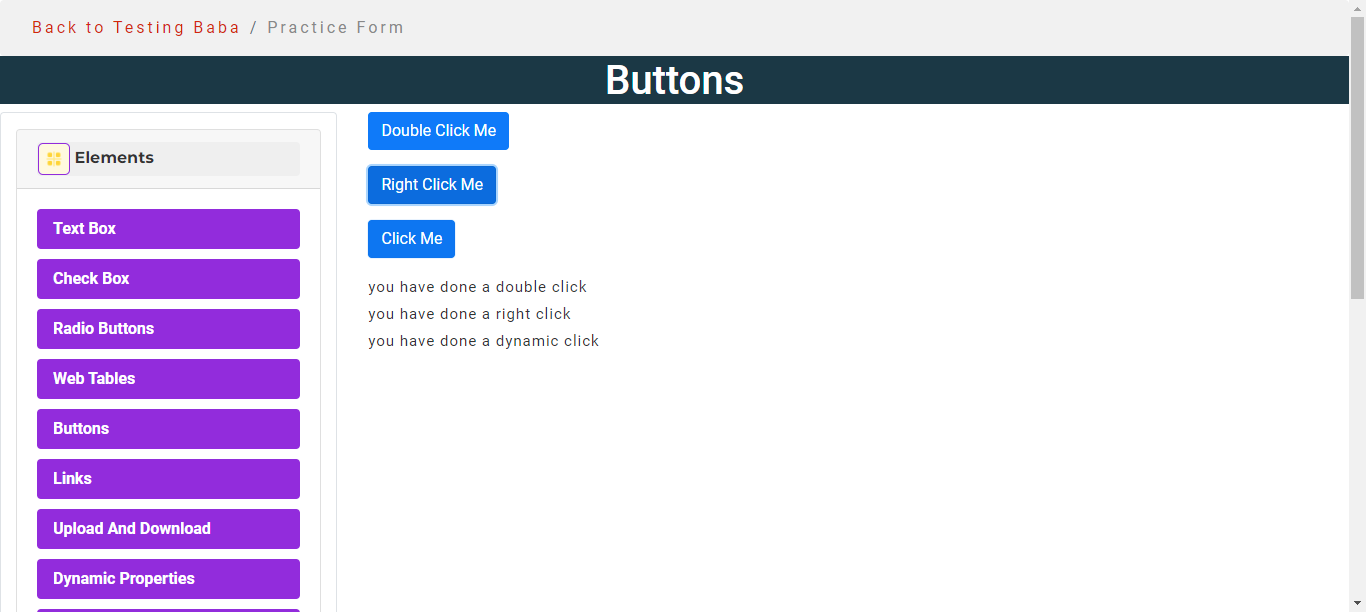 Back to Testing Baba / Practice Form
Buttons
Elements
Text Box
Check Box
Radio Buttons
Web Tables
Buttons
Links
Upload And Download
Dynamic Properties
Double Click Me
Right Click Me
Click Me
you have done a double click
you have done a right click
you have done a dynamic click